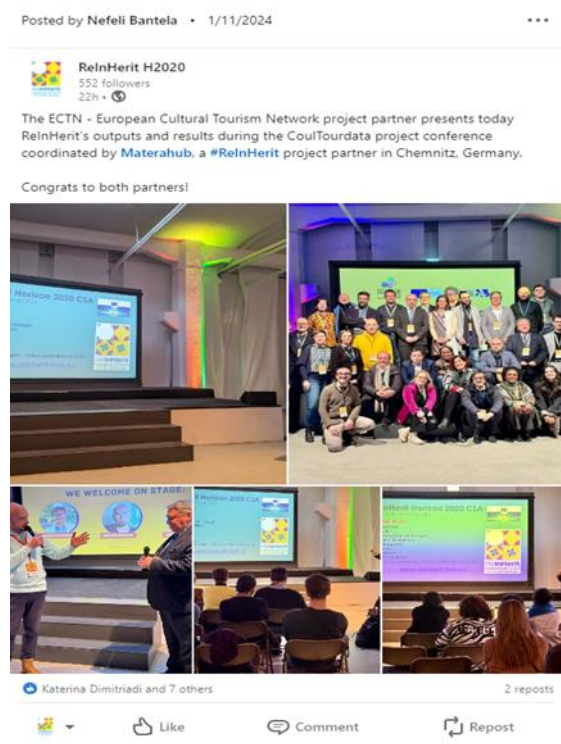 Posted by Nefeli Bantela • 1/11/2024
ReInHerit H2020
552 followers
22h •
The ECTN - European Cultural Tourism Network project partner presents today
ReInHerit's outputs and results during the CoulTourdata project conference
coordinated by Materahub, a #ReInHerit project partner in Chemnitz, Germany.
Congrats to both partners!
Horizon 2020 CSA
WE WELCOME ON STAGE!
Horizon 2020 CSA
Horizon 2020 CSA
Katerina Dimitriadi and 7 others
2 reposts
Like
Comment
Repost